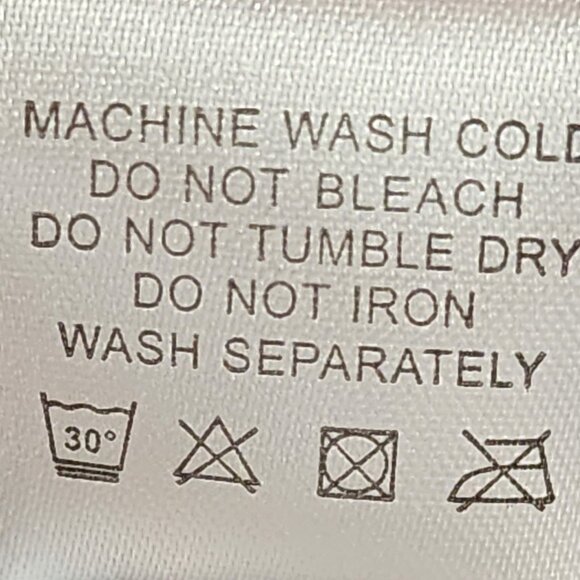 MACHINE WASH COLD
DO NOT BLEACH
DO NOT TUMBLE DRY
DO NOT IRON
WASH SEPARATELY
30°